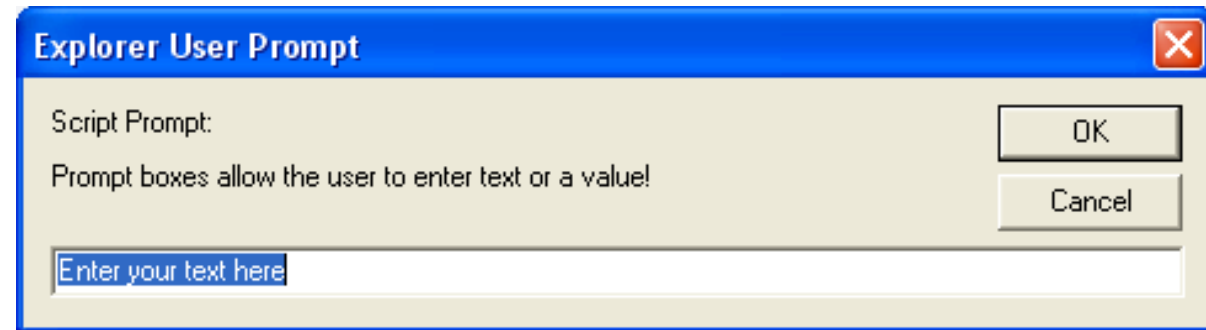 Explorer User Prompt
Script Prompt:
OK
Prompt boxes allow the user to enter text or a value!
Cancel
Enter your text here